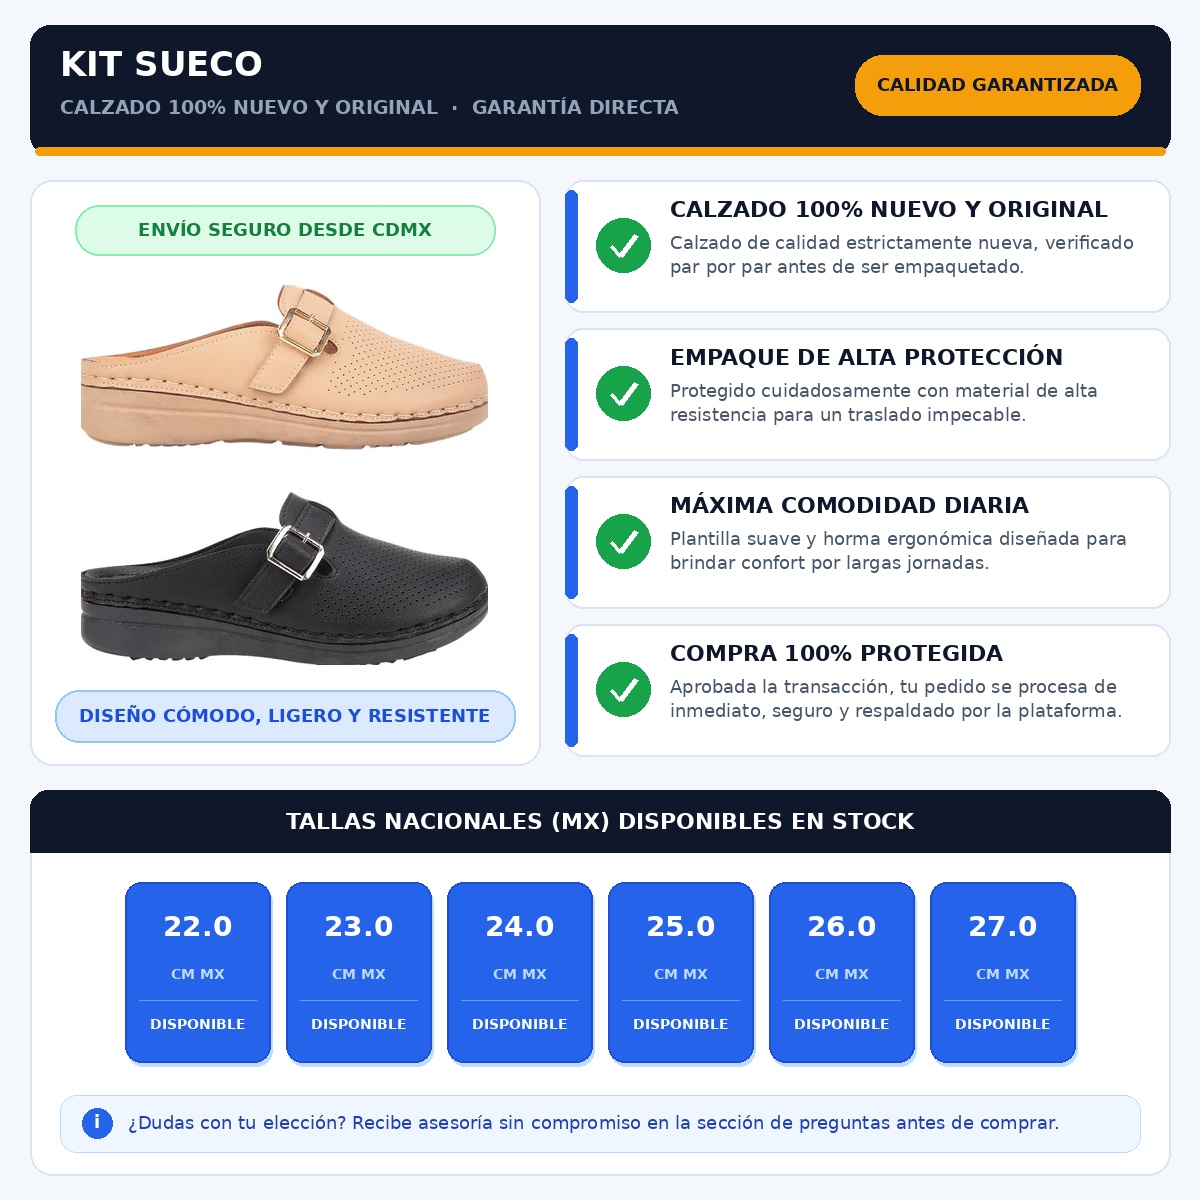 KIT SUECO
CALZADO 100% NUEVO Y ORIGINAL · GARANTÍA DIRECTA
CALIDAD GARANTIZADA
ENVÍO SEGURO DESDE CDMX
DISEÑO CÓMODO, LIGERO Y RESISTENTE
CALZADO 100% NUEVO Y ORIGINAL
Calzado de calidad estrictamente nueva, verificado
par por par antes de ser empaquetado.
EMPAQUE DE ALTA PROTECCIÓN
Protegido cuidadosamente con material de alta
resistencia para un traslado impecable.
MÁXIMA COMODIDAD DIARIA
Plantilla suave y horma ergonómica diseñada para
brindar confort por largas jornadas.
COMPRA 100% PROTEGIDA
Aprobada la transacción, tu pedido se procesa de
inmediato, seguro y respaldado por la plataforma.
TALLAS NACIONALES (MX) DISPONIBLES EN STOCK
22.0
CM MX
DISPONIBLE
23.0
CM MX
DISPONIBLE
24.0
CM MX
DISPONIBLE
25.0
CM MX
DISPONIBLE
26.0
CM MX
DISPONIBLE
27.0
CM MX
DISPONIBLE
i ¿Dudas con tu elección? Recibe asesoría sin compromiso en la sección de preguntas antes de comprar.